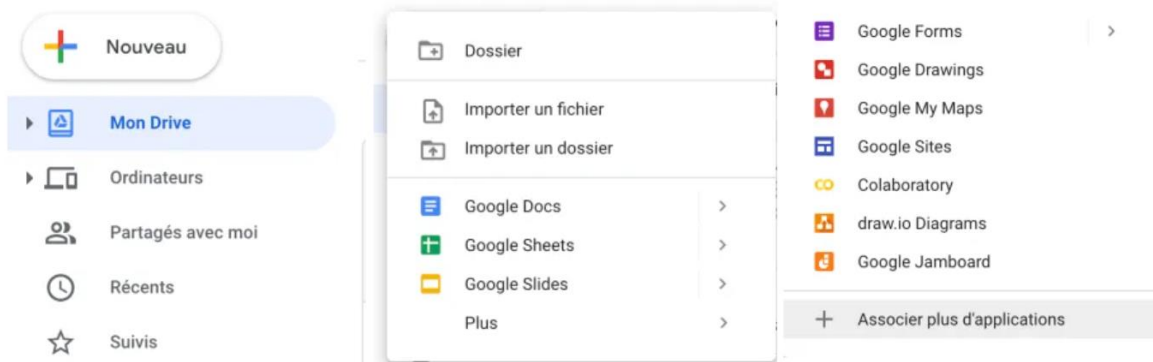 Nouveau
Mon Drive
Ordinateurs
Partagés avec moi
Récents
Suivis
Dossier
Importer un fichier
Importer un dossier
Google Docs
Google Sheets
Google Slides
Plus
Google Forms
Google Drawings
Google My Maps
Google Sites
Colaboratory
draw.io Diagrams
Google Jamboard
Associer plus d'applications